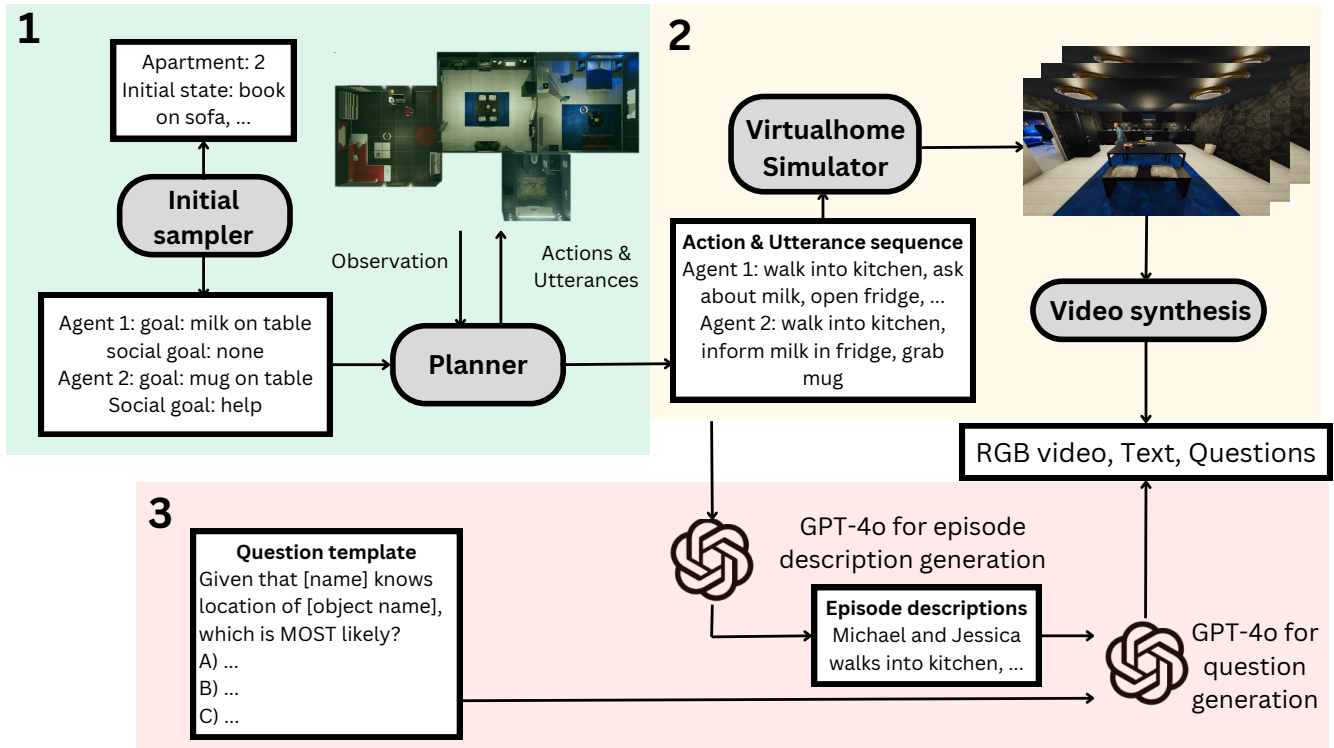 1
Apartment: 2
Initial state: book
on sofa, ...
Initial
sampler
Agent 1: goal: milk on table
social goal: none
Agent 2: goal: mug on table
Social goal: help
Observation
Actions &
Utterances
Planner
2
Virtualhome
Simulator
Action & Utterance sequence
Agent 1: walk into kitchen, ask
about milk, open fridge, ...
Agent 2: walk into kitchen,
inform milk in fridge, grab
mug
Video synthesis
RGB video, Text, Questions
3
Question template
Given that [name] knows
location of [object name],
which is MOST likely?
A) ...
B) ...
C) ...
GPT-4o for episode
description generation
Episode descriptions
Michael and Jessica
walks into kitchen, ...
GPT-4o for
question
generation